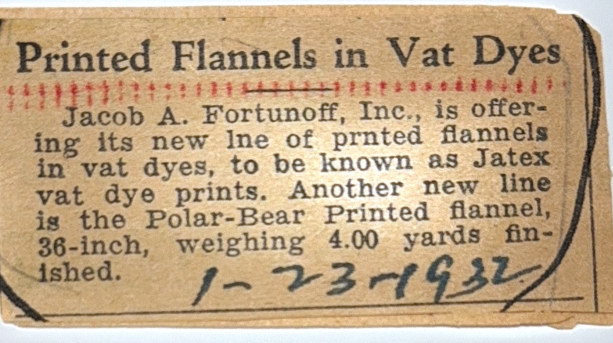 Printed Flannels in Vat Dyes
Jacob A. Fortunoff, Inc., is offer-
ing its new lne of prnted flannels
in vat dyes, to be known as Jatex
vat dye prints. Another new line
is the Polar-Bear Printed flannel,
36-inch, weighing 4.00 yards fin-
ished.
1-23-1932